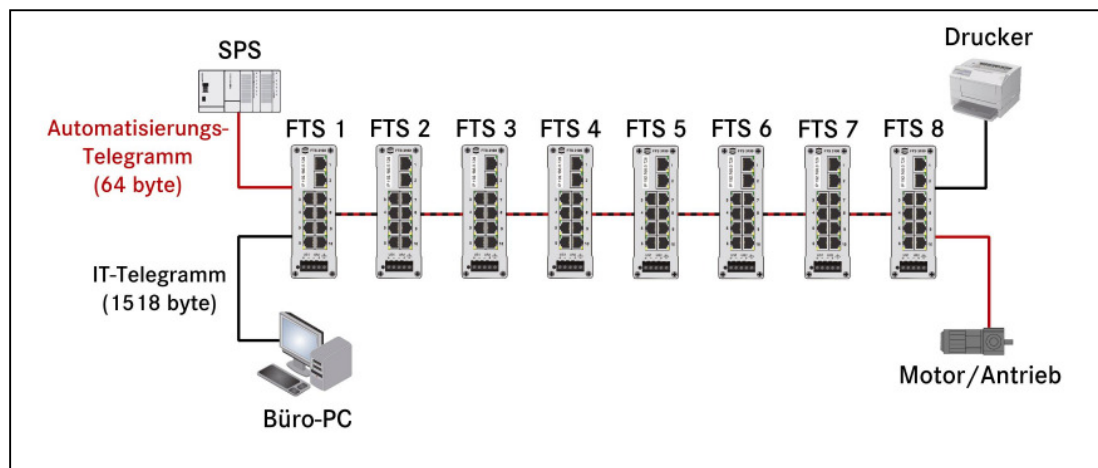 SPS
Drucker
Automatisierungs-
Telegramm
(64 byte)
FTS 1 FTS 2 FTS 3 FTS 4 FTS 5 FTS 6 FTS 7 FTS 8
IT-Telegramm
(1518 byte)
Motor/Antrieb
Büro-PC